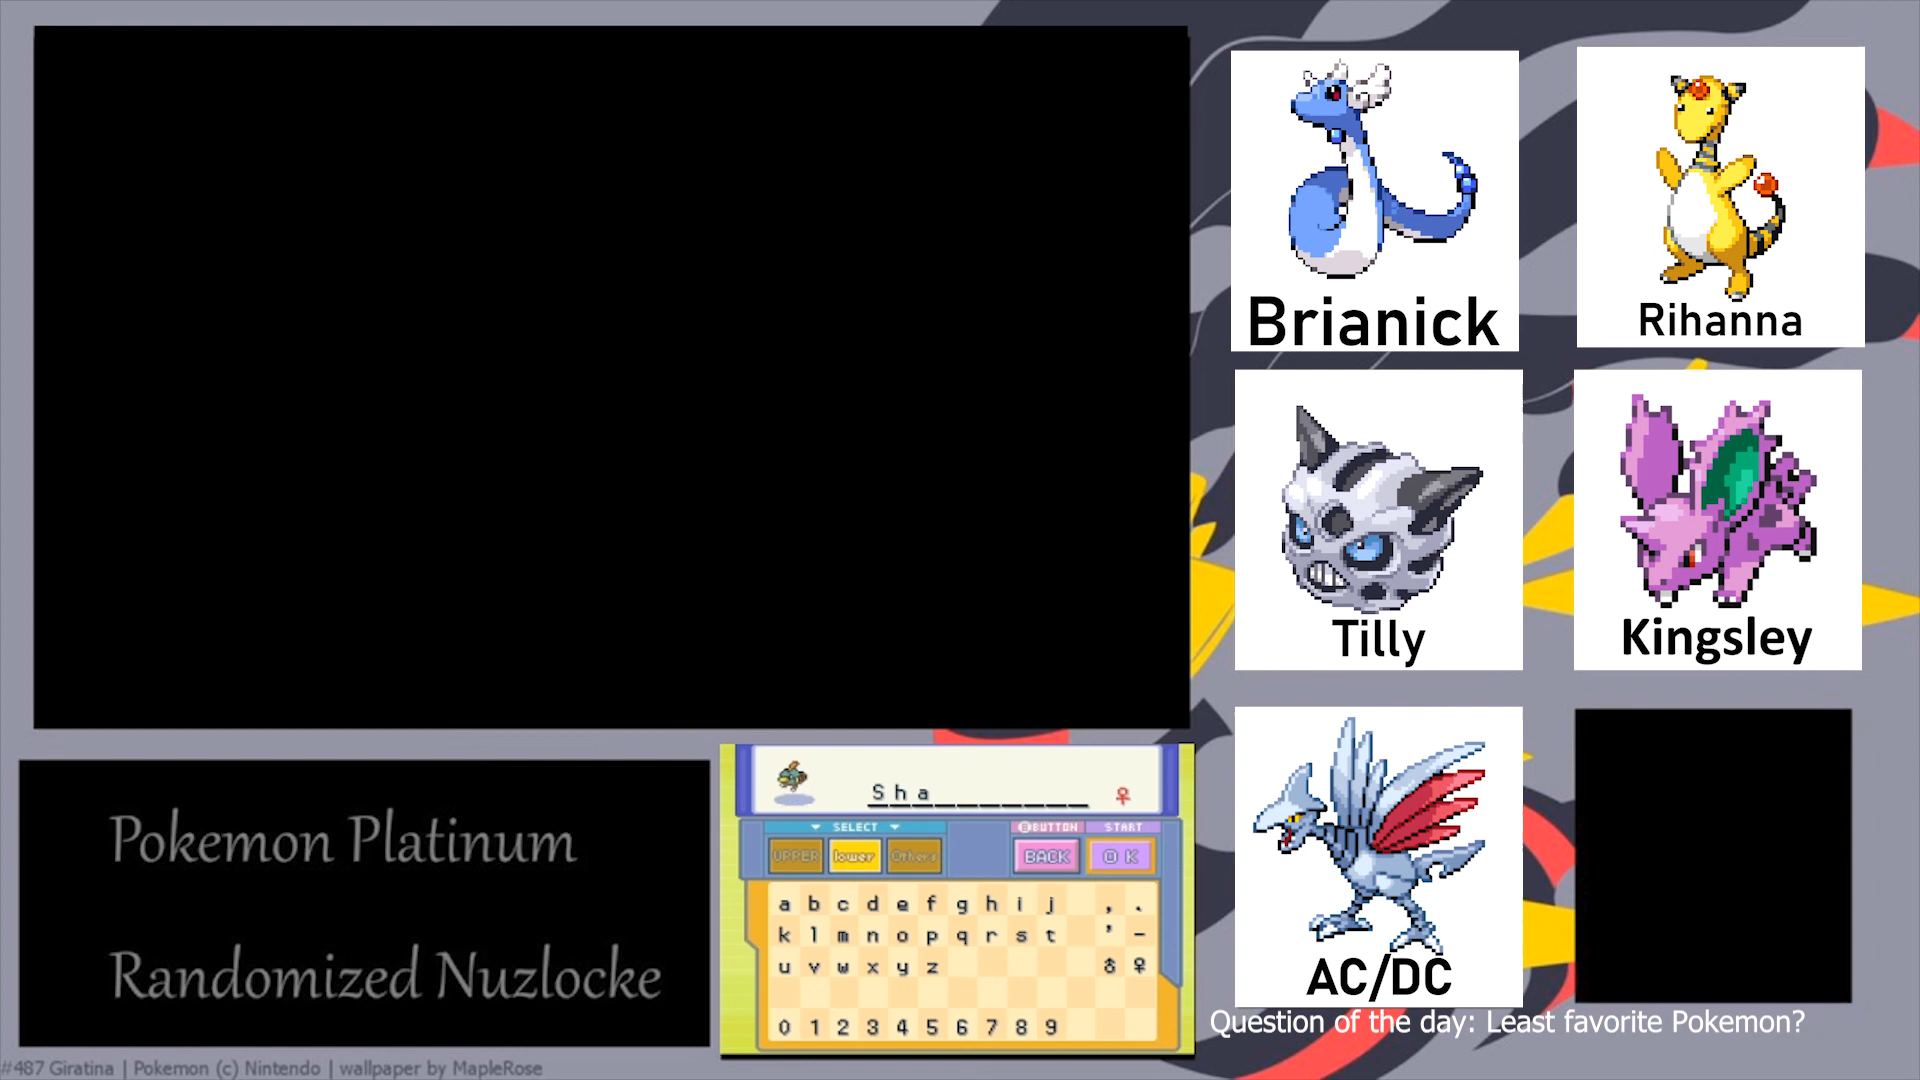 Brianick
Rihanna
Tilly
Kingsley
AC/DC
Question of the day: Least favorite Pokemon?
Pokemon Platinum
Randomized Nuzlocke
Sha
♀
SELECT
BUTTON
START
UPPER lower Others
BACK
OK
a b c d e f g h i j , .
k l m n o p q r s t ' -
u v w x y z ♂ ♀
0 1 2 3 4 5 6 7 8 9
#487 Giratina | Pokemon (c) Nintendo | wallpaper by MapleRose